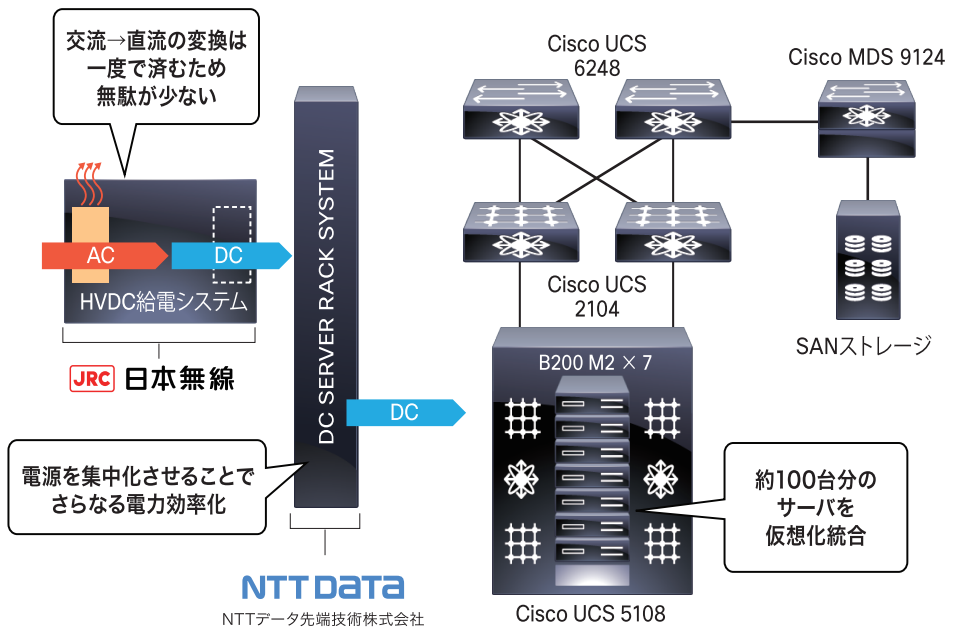 交流→直流の変換は
一度で済むため
無駄が少ない
AC
DC
HVDC給電システム
JRC 日本無線
DC SERVER RACK SYSTEM
電源を集中化させることで
さらなる電力効率化
NTT DATA
NTTデータ先端技術株式会社
DC
Cisco UCS
6248
Cisco MDS 9124
Cisco UCS
2104
SANストレージ
B200 M2 × 7
約100台分の
サーバを
仮想化統合
Cisco UCS 5108